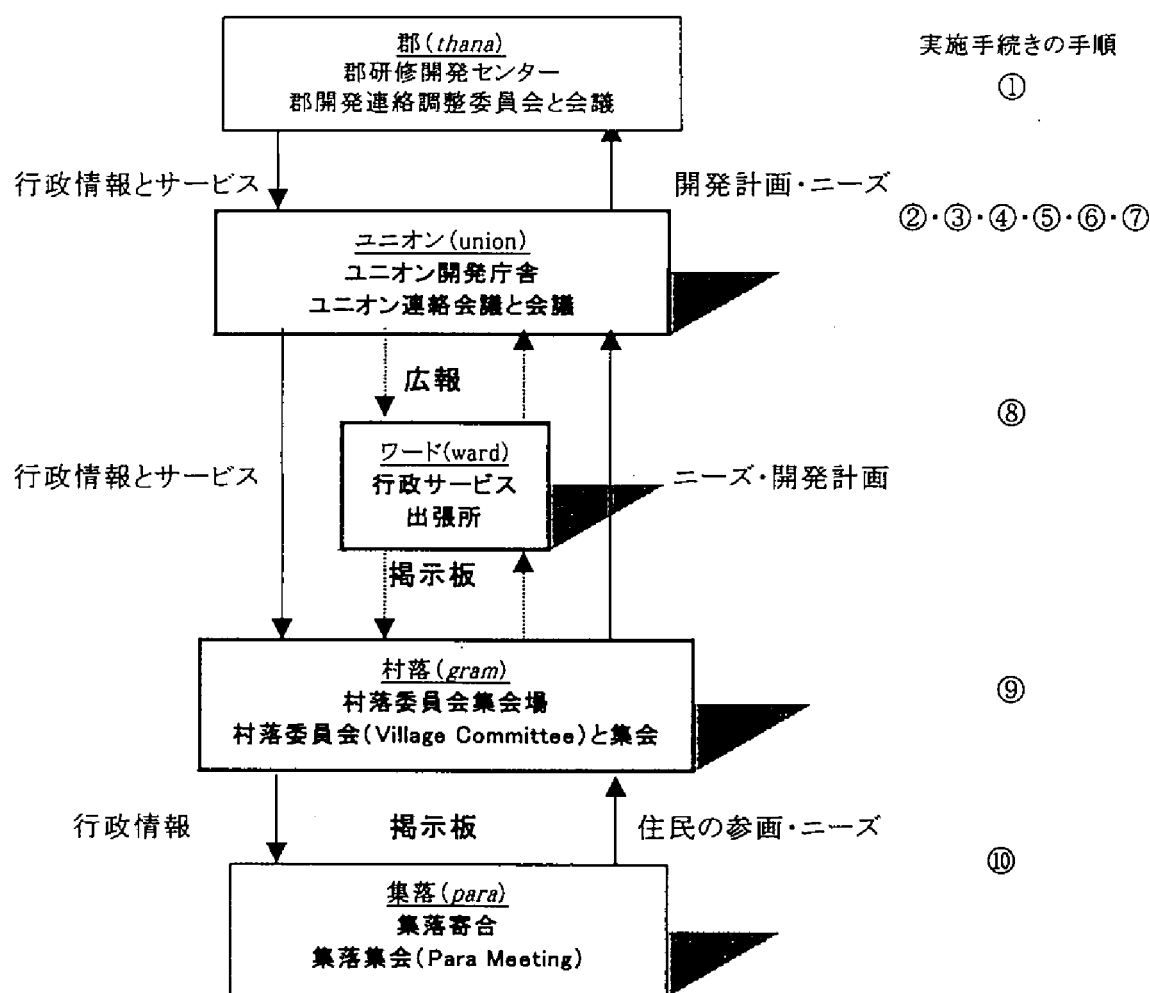 郡(thana)
郡研修開発センター
郡開発連絡調整委員会と会議
実施手続きの手順
①
行政情報とサービス
開発計画・ニーズ
②・③・④・⑤・⑥・⑦
ユニオン(union)
ユニオン開発庁舎
ユニオン連絡会議と会議
広報
⑧
ワード(ward)
行政サービス
出張所
行政情報とサービス
ニーズ・開発計画
掲示板
村落(gram)
村落委員会集会場
村落委員会(Village Committee)と集会
⑨
行政情報
掲示板
住民の参画・ニーズ
⑩
集落(para)
集落寄合
集落集会(Para Meeting)